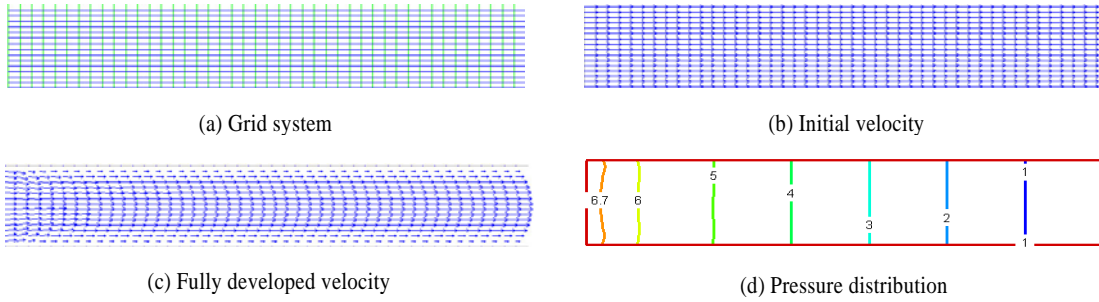 (a) Grid system
(b) Initial velocity
5
1
6.7
6
4
3
2
1
(c) Fully developed velocity
(d) Pressure distribution